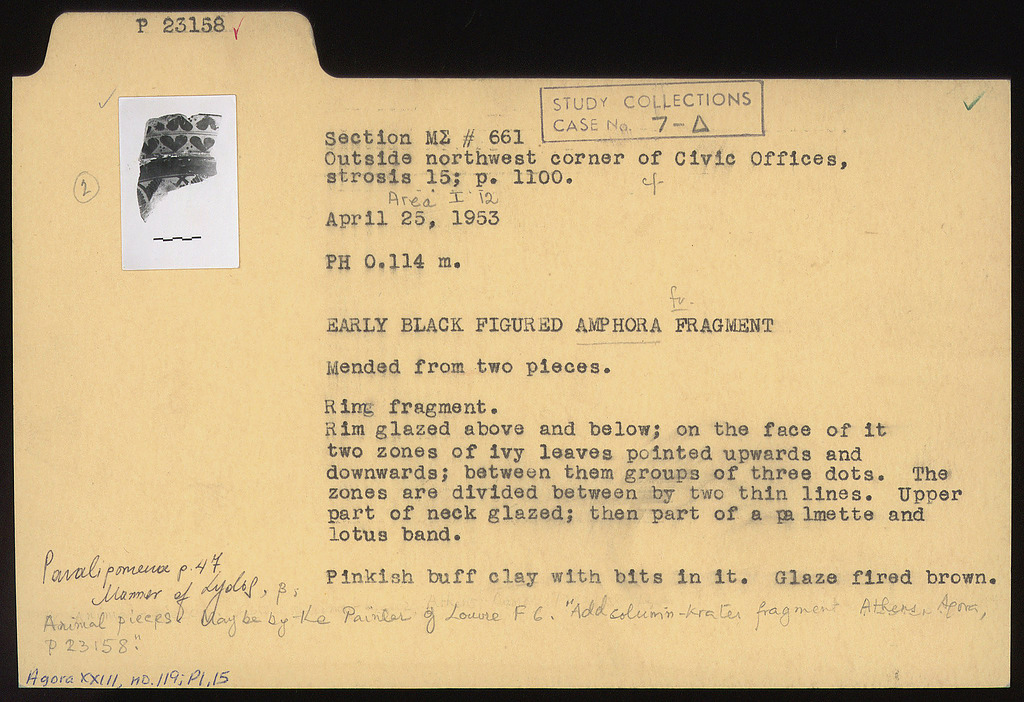 P 23158
STUDY COLLECTIONS
CASE No. 7-Δ
2
Section MΣ # 661
Outside northwest corner of Civic Offices,
strosis 15; p. 1100.
cf.
Area I 12
April 25, 1953
PH 0.114 m.
EARLY BLACK FIGURED AMPHORA FRAGMENT
Mended from two pieces.
Ring fragment.
Rim glazed above and below; on the face of it
two zones of ivy leaves pointed upwards and
downwards; between them groups of three dots. The
zones are divided between by two thin lines. Upper
part of neck glazed; then part of a palmette and
lotus band.
Pinkish buff clay with bits in it. Glaze fired brown.
Paralipomena p. 47.
Manner of Lydos, β,
Animal pieces. May be by the Painter of Louvre F 6. "Add column-krater fragment Athens, Agora,
P 23158."
Agora XXIII, no. 119; Pl. 15